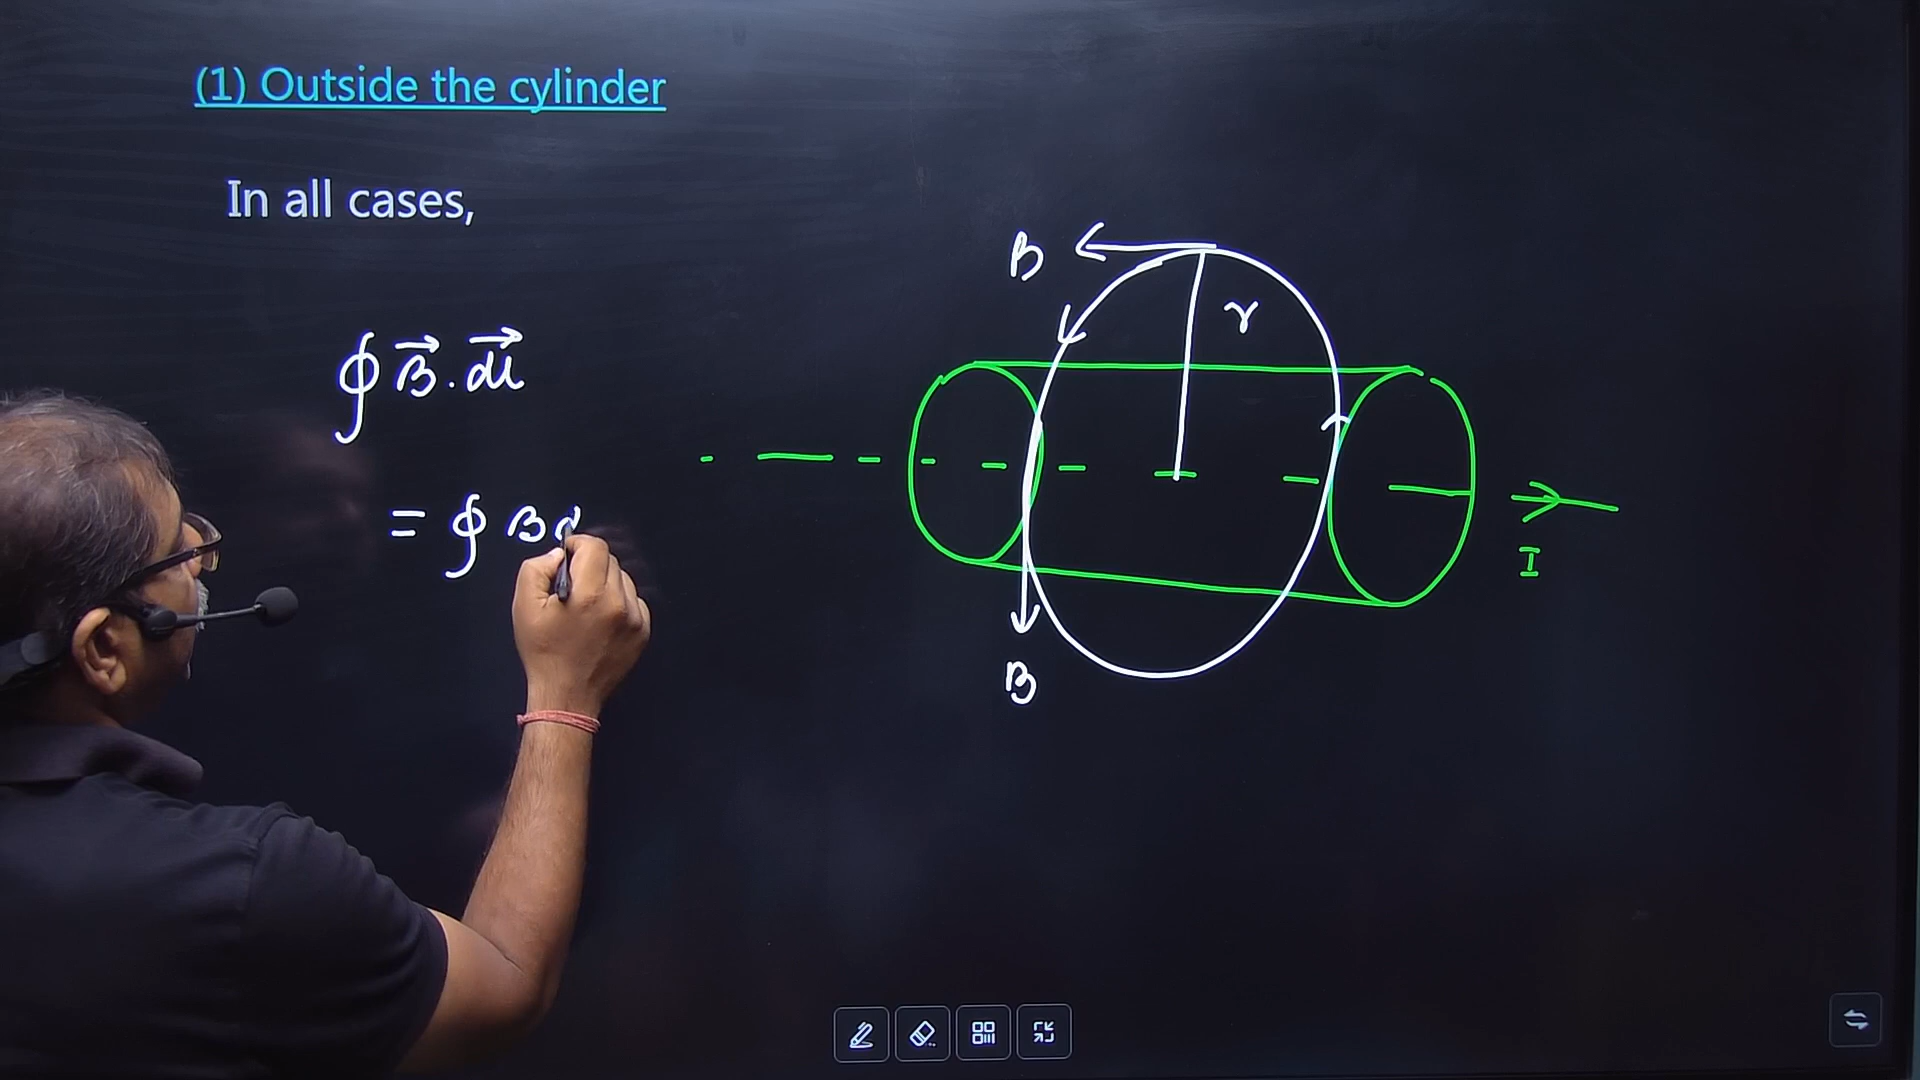 (1) Outside the cylinder
In all cases,
∮ B⃗ . dl⃗
= ∮ B d
B
r
I
B